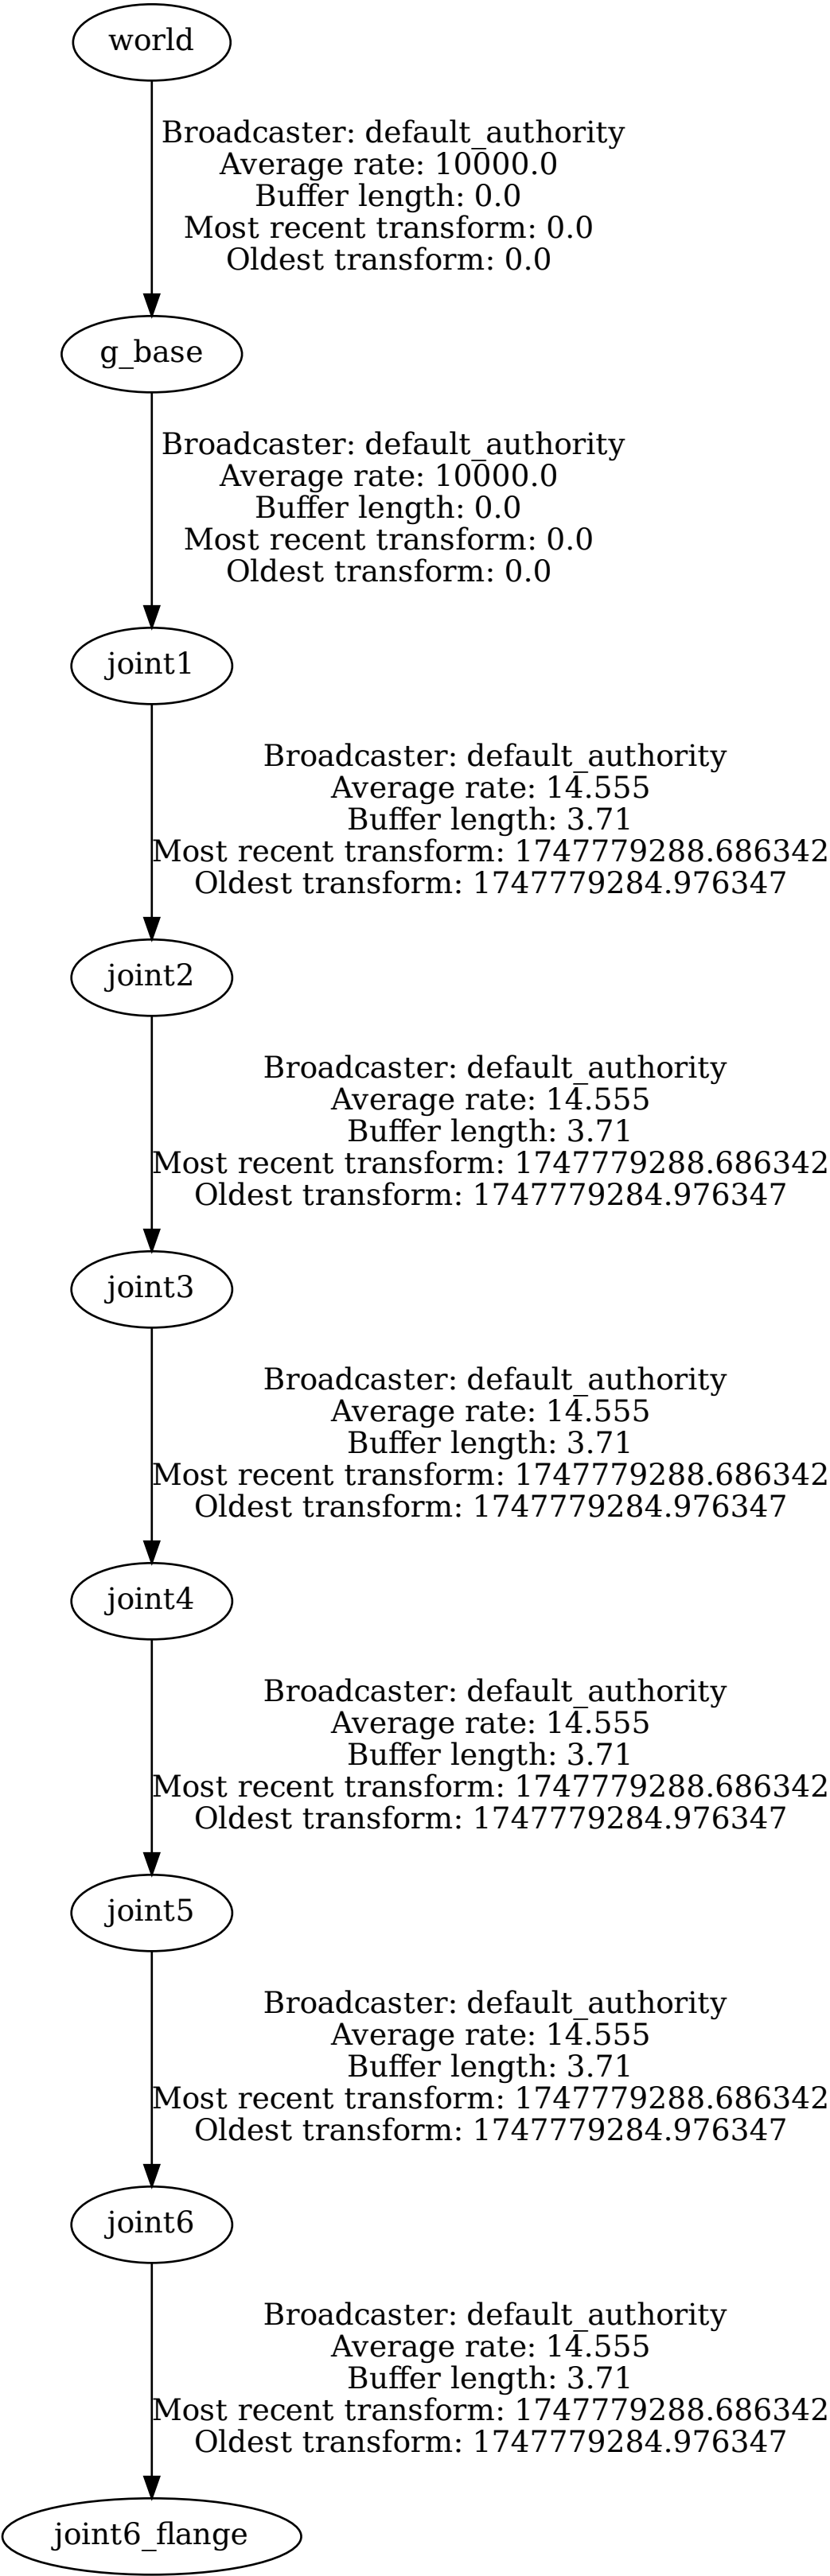 world
Broadcaster: default_authority
Average rate: 10000.0
Buffer length: 0.0
Most recent transform: 0.0
Oldest transform: 0.0
g_base
Broadcaster: default_authority
Average rate: 10000.0
Buffer length: 0.0
Most recent transform: 0.0
Oldest transform: 0.0
joint1
Broadcaster: default_authority
Average rate: 14.555
Buffer length: 3.71
Most recent transform: 1747779288.686342
Oldest transform: 1747779284.976347
joint2
Broadcaster: default_authority
Average rate: 14.555
Buffer length: 3.71
Most recent transform: 1747779288.686342
Oldest transform: 1747779284.976347
joint3
Broadcaster: default_authority
Average rate: 14.555
Buffer length: 3.71
Most recent transform: 1747779288.686342
Oldest transform: 1747779284.976347
joint4
Broadcaster: default_authority
Average rate: 14.555
Buffer length: 3.71
Most recent transform: 1747779288.686342
Oldest transform: 1747779284.976347
joint5
Broadcaster: default_authority
Average rate: 14.555
Buffer length: 3.71
Most recent transform: 1747779288.686342
Oldest transform: 1747779284.976347
joint6
Broadcaster: default_authority
Average rate: 14.555
Buffer length: 3.71
Most recent transform: 1747779288.686342
Oldest transform: 1747779284.976347
joint6_flange